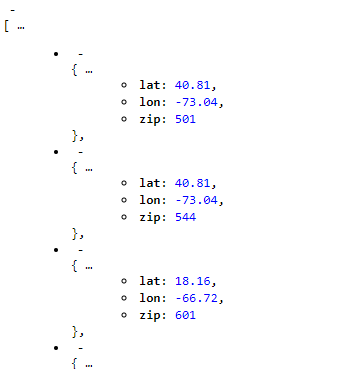 -
[ …
-
{ …
lat: 40.81,
lon: -73.04,
zip: 501
},
-
{ …
lat: 40.81,
lon: -73.04,
zip: 544
},
-
{ …
lat: 18.16,
lon: -66.72,
zip: 601
},
-
{ …